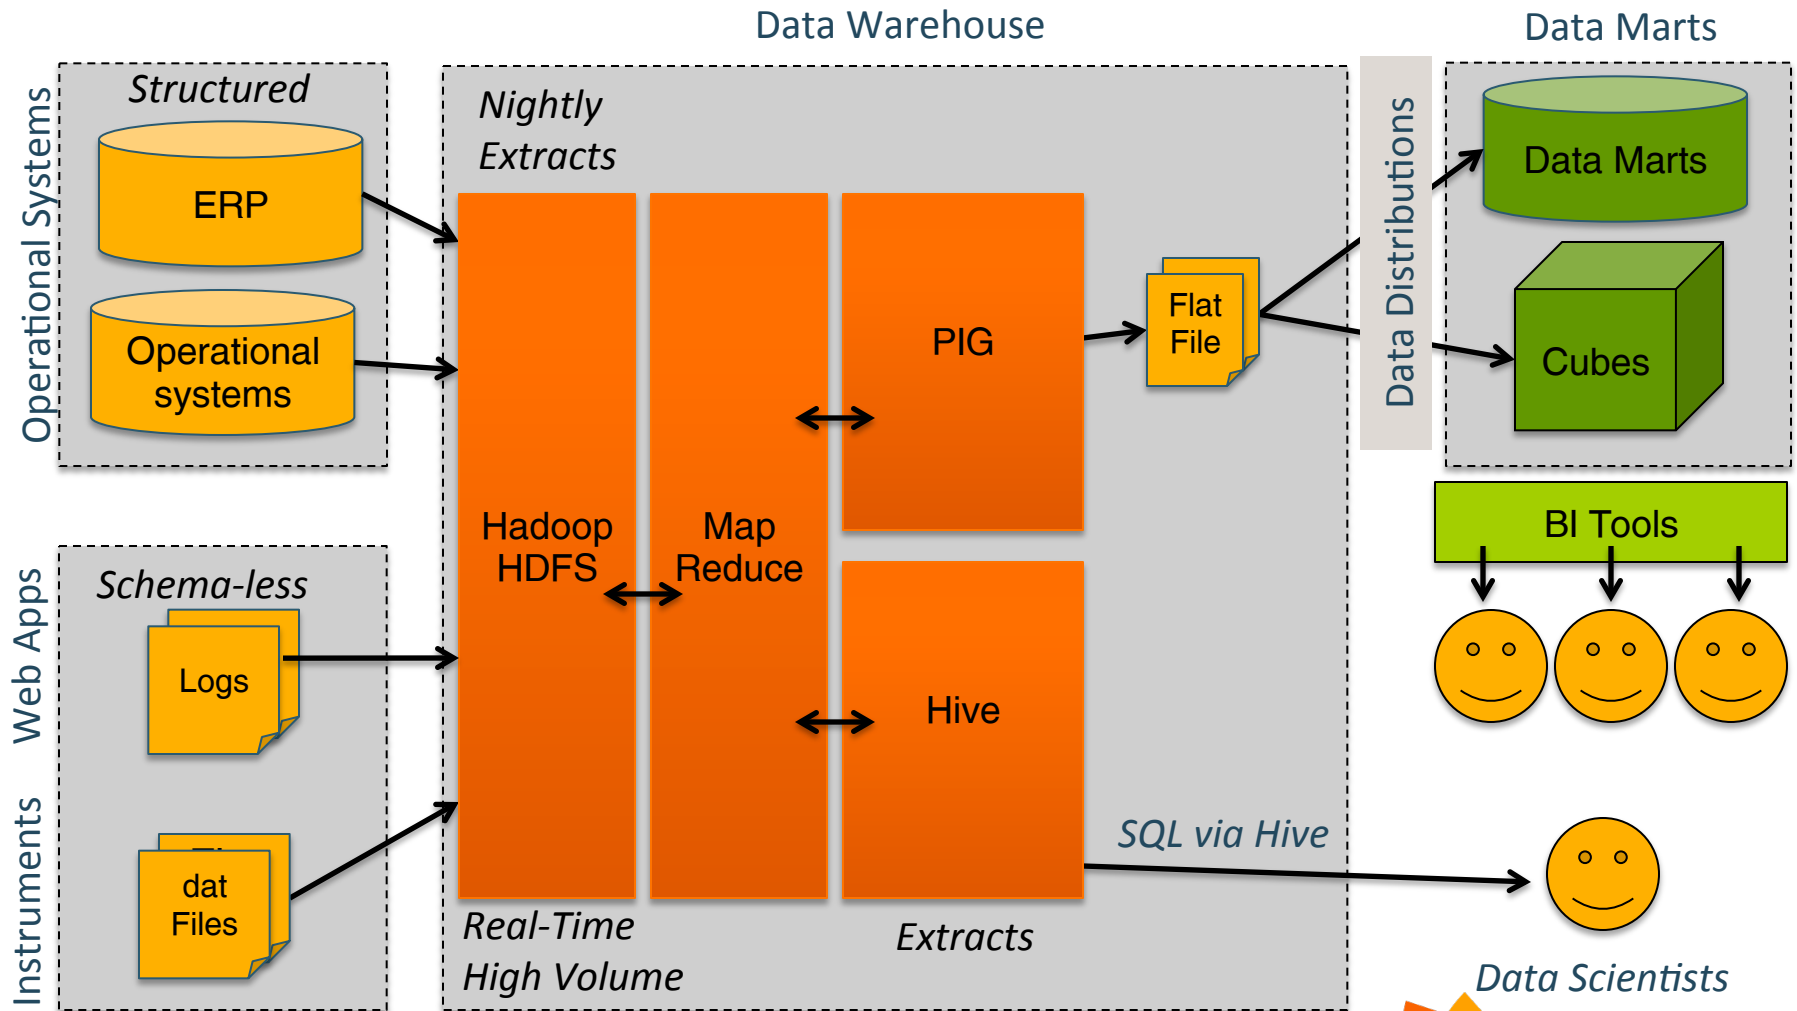 Data Warehouse
Data Marts
Operational Systems
Structured
ERP
Operational
systems
Nightly
Extracts
Hadoop
HDFS
Map
Reduce
PIG
Hive
Flat
File
Data Distributions
Data Marts
Cubes
BI Tools
Web Apps
Schema-less
Logs
Instruments
dat
Files
Real-Time
High Volume
Extracts
SQL via Hive
Data Scientists